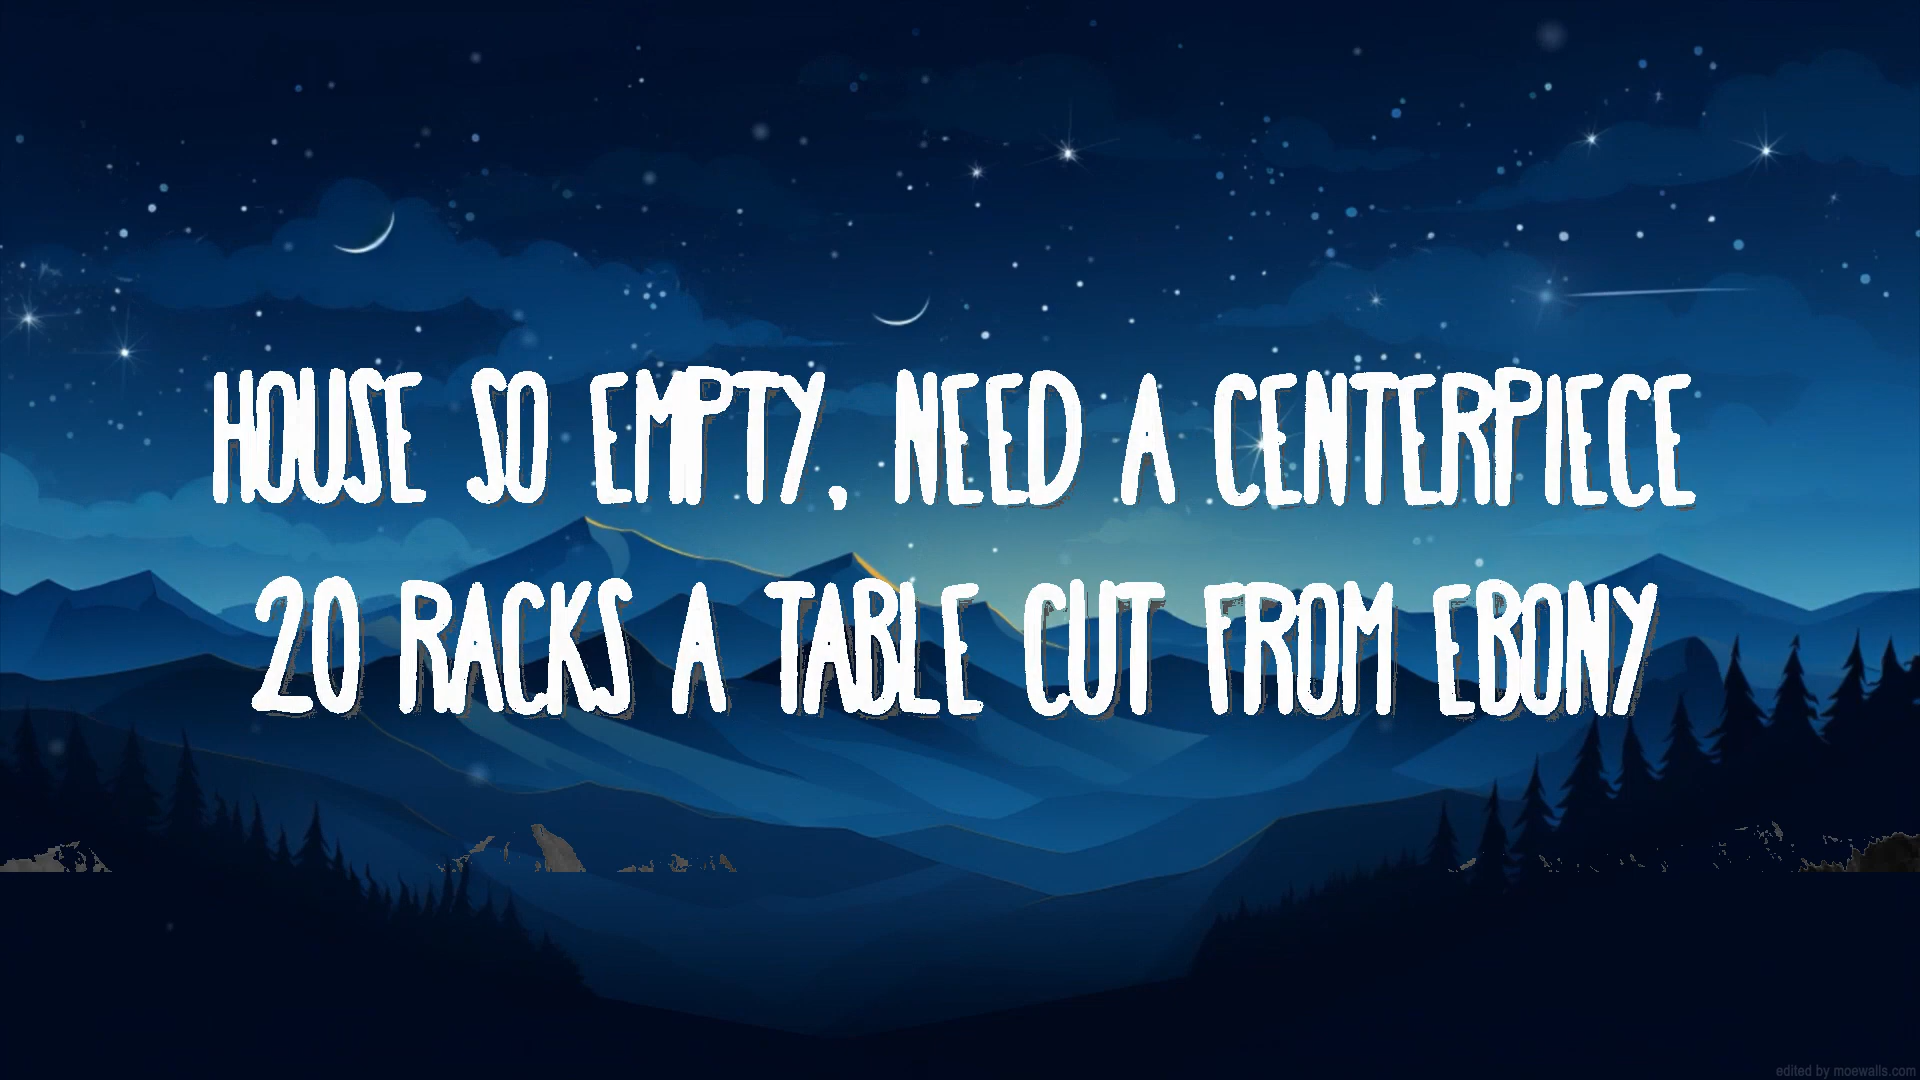 HOUSE SO EMPTY, NEED A CENTERPIECE
20 RACKS A TABLE CUT FROM EBONY
edited by moewalls.com